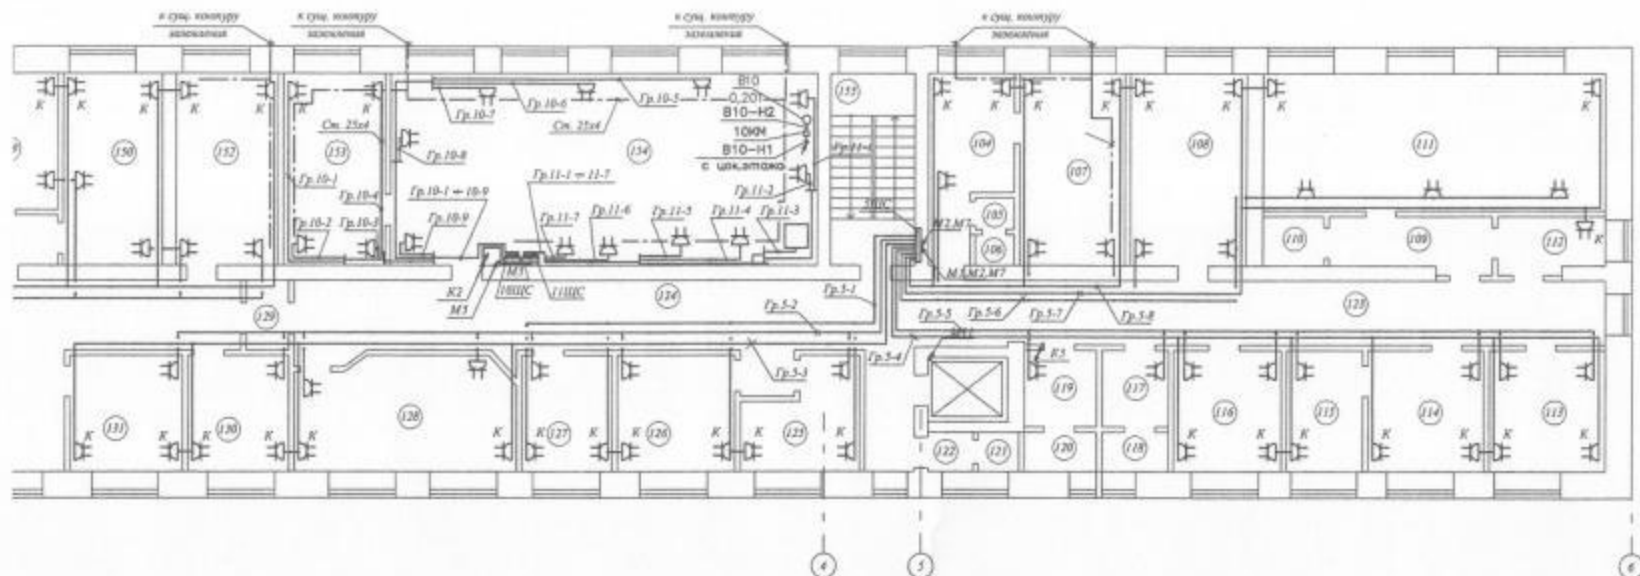 к сущ. контуру
заземления
к сущ. контуру
заземления
к сущ. контуру
заземления
к сущ. контуру
заземления
В10
0,20
В10-Н2
10КМ
В10-Н1
с цок.этажа
Гр.10-7
Гр.10-6
Гр.10-5
Ст. 25х4
Ст. 25х4
Гр.10-8
Гр.10-1
Гр.10-1 ÷ 10-9
Гр.11-1 ÷ 11-7
Гр.11-1
Гр.11-2
Гр.10-4
Гр.10-2
Гр.10-3
Гр.10-9
Гр.11-7
Гр.11-6
Гр.11-5
Гр.11-4
Гр.11-3
К К К К К К К К К К
150
152
153
154
155
104
107
108
111
105
106
110
109
112
К
5ЩС
М2,М7
М2,М7
К2
М5
М5
10ЩС
11ЩС
124
129
123
Гр.5-1
Гр.5-2
Гр.5-3
Гр.5-4
Гр.5-5
Гр.5-6
Гр.5-7
Гр.5-8
К5
131
130
128
127
126
125
119
117
116
115
114
113
122
121
120
118
К К К К К К К К К К К К К К К
4
5
6